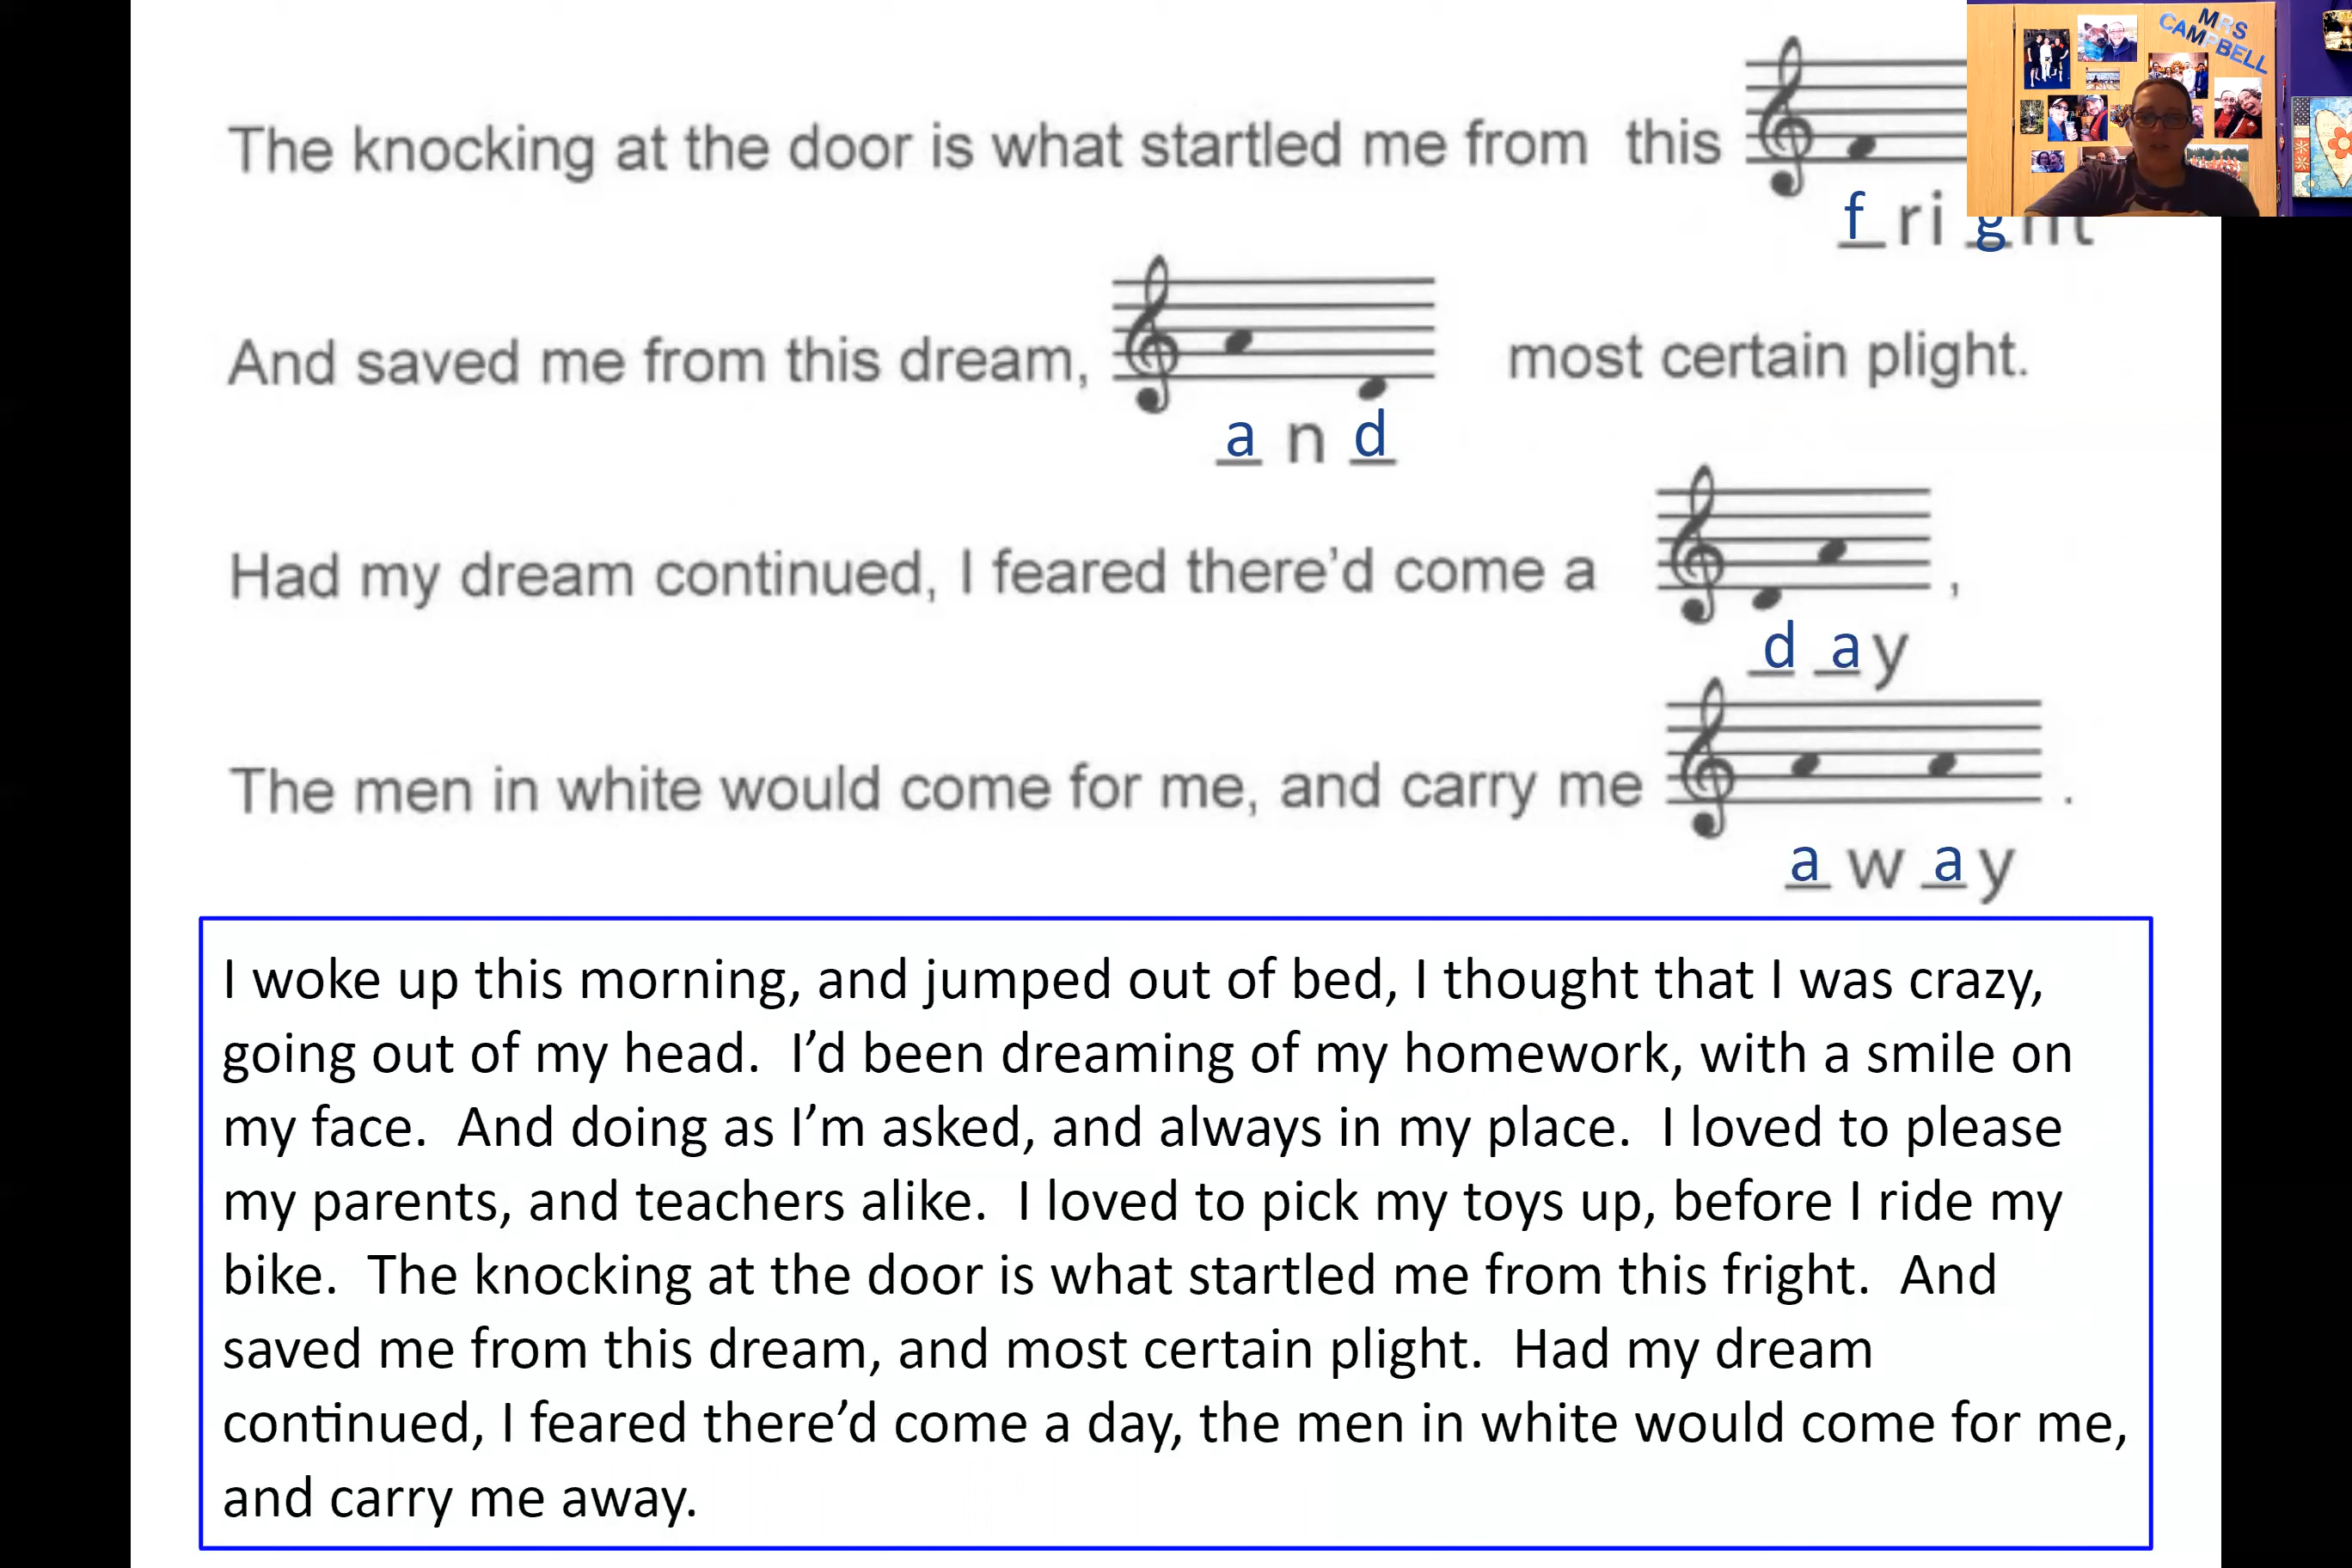 MRS
CAMPBELL
The knocking at the door is what startled me from this
f ri ght
And saved me from this dream, most certain plight.
a n d
Had my dream continued, I feared there'd come a ,
d a y
The men in white would come for me, and carry me .
a w a y
I woke up this morning, and jumped out of bed, I thought that I was crazy,
going out of my head. I'd been dreaming of my homework, with a smile on
my face. And doing as I'm asked, and always in my place. I loved to please
my parents, and teachers alike. I loved to pick my toys up, before I ride my
bike. The knocking at the door is what startled me from this fright. And
saved me from this dream, and most certain plight. Had my dream
continued, I feared there'd come a day, the men in white would come for me,
and carry me away.